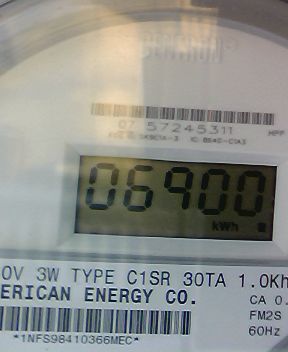 CENTRON®
07 57245311
06900
kWh
0V 3W TYPE C1SR 30TA 1.0Kh
ERICAN ENERGY CO.
CA 0.
FM2S
60Hz
*1NFS98410366MEC*